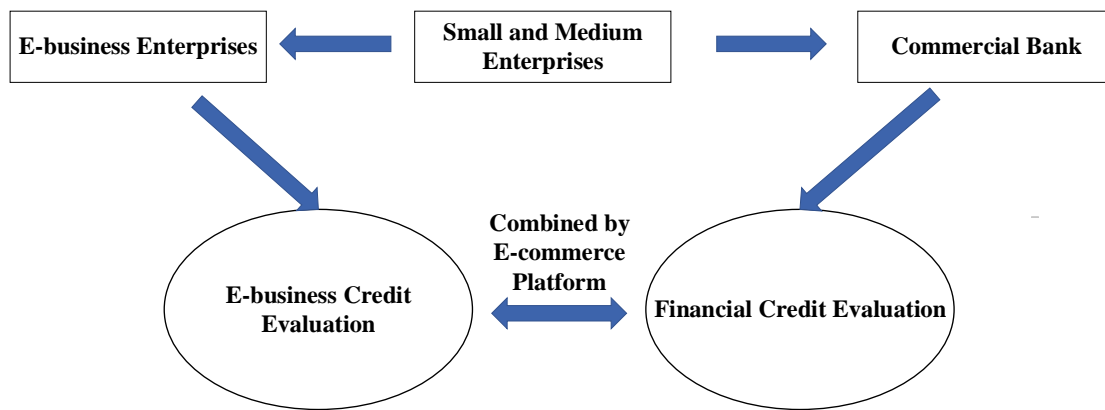 E-business Enterprises
Small and Medium
Enterprises
Commercial Bank
Combined by
E-commerce
Platform
E-business Credit
Evaluation
Financial Credit Evaluation